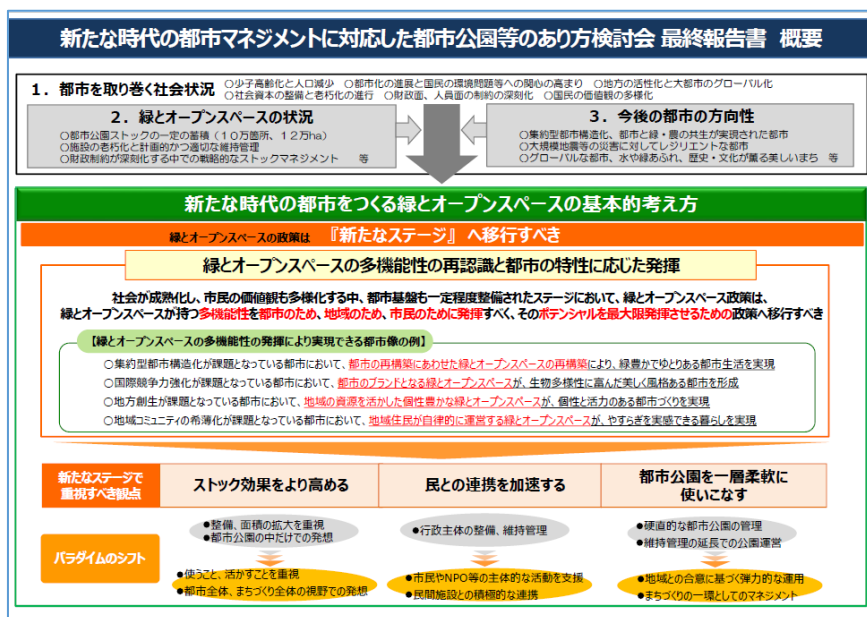 新たな時代の都市マネジメントに対応した都市公園等のあり方検討会 最終報告書 概要
1．都市を取り巻く社会状況
○少子高齢化と人口減少 ○都市化の進展と国民の環境問題等への関心の高まり ○地方の活性化と大都市のグローバル化
○社会資本の整備と老朽化の進行 ○財政面、人員面の制約の深刻化 ○国民の価値観の多様化
2．緑とオープンスペースの状況
○都市公園ストックの一定の蓄積（１０万箇所、１２万ha）
○施設の老朽化と計画的かつ適切な維持管理
○財政制約が深刻化する中での戦略的なストックマネジメント 等
3．今後の都市の方向性
○集約型都市構造化、都市と緑・農の共生が実現された都市
○大規模地震等の災害に対してレジリエントな都市
○グローバルな都市、水や緑あふれ、歴史・文化が薫る美しいまち 等
新たな時代の都市をつくる緑とオープンスペースの基本的考え方
緑とオープンスペースの政策は 『新たなステージ』 へ移行すべき
緑とオープンスペースの多機能性の再認識と都市の特性に応じた発揮
社会が成熟化し、市民の価値観も多様化する中、都市基盤も一定程度整備されたステージにおいて、緑とオープンスペース政策は、
緑とオープンスペースが持つ多機能性を都市のため、地域のため、市民のために発揮すべく、そのポテンシャルを最大限発揮させるための政策へ移行すべき
【緑とオープンスペースの多機能性の発揮により実現できる都市像の例】
○集約型都市構造化が課題となっている都市において、都市の再構築にあわせた緑とオープンスペースの再構築により、緑豊かでゆとりある都市生活を実現
○国際競争力強化が課題となっている都市において、都市のブランドとなる緑とオープンスペースが、生物多様性に富んだ美しく風格ある都市を形成
○地方創生が課題となっている都市において、地域の資源を活かした個性豊かな緑とオープンスペースが、個性と活力のある都市づくりを実現
○地域コミュニティの希薄化が課題となっている都市において、地域住民が自律的に運営する緑とオープンスペースが、やすらぎを実感できる暮らしを実現
新たなステージで
重視すべき観点
ストック効果をより高める
民との連携を加速する
都市公園を一層柔軟に
使いこなす
パラダイムのシフト
●整備、面積の拡大を重視
●都市公園の中だけでの発想
●使うこと、活かすことを重視
●都市全体、まちづくり全体の視野での発想
●行政主体の整備、維持管理
●市民やNPO等の主体的な活動を支援
●民間施設との積極的な連携
●硬直的な都市公園の管理
●維持管理の延長での公園運営
●地域との合意に基づく弾力的な運用
●まちづくりの一環としてのマネジメント